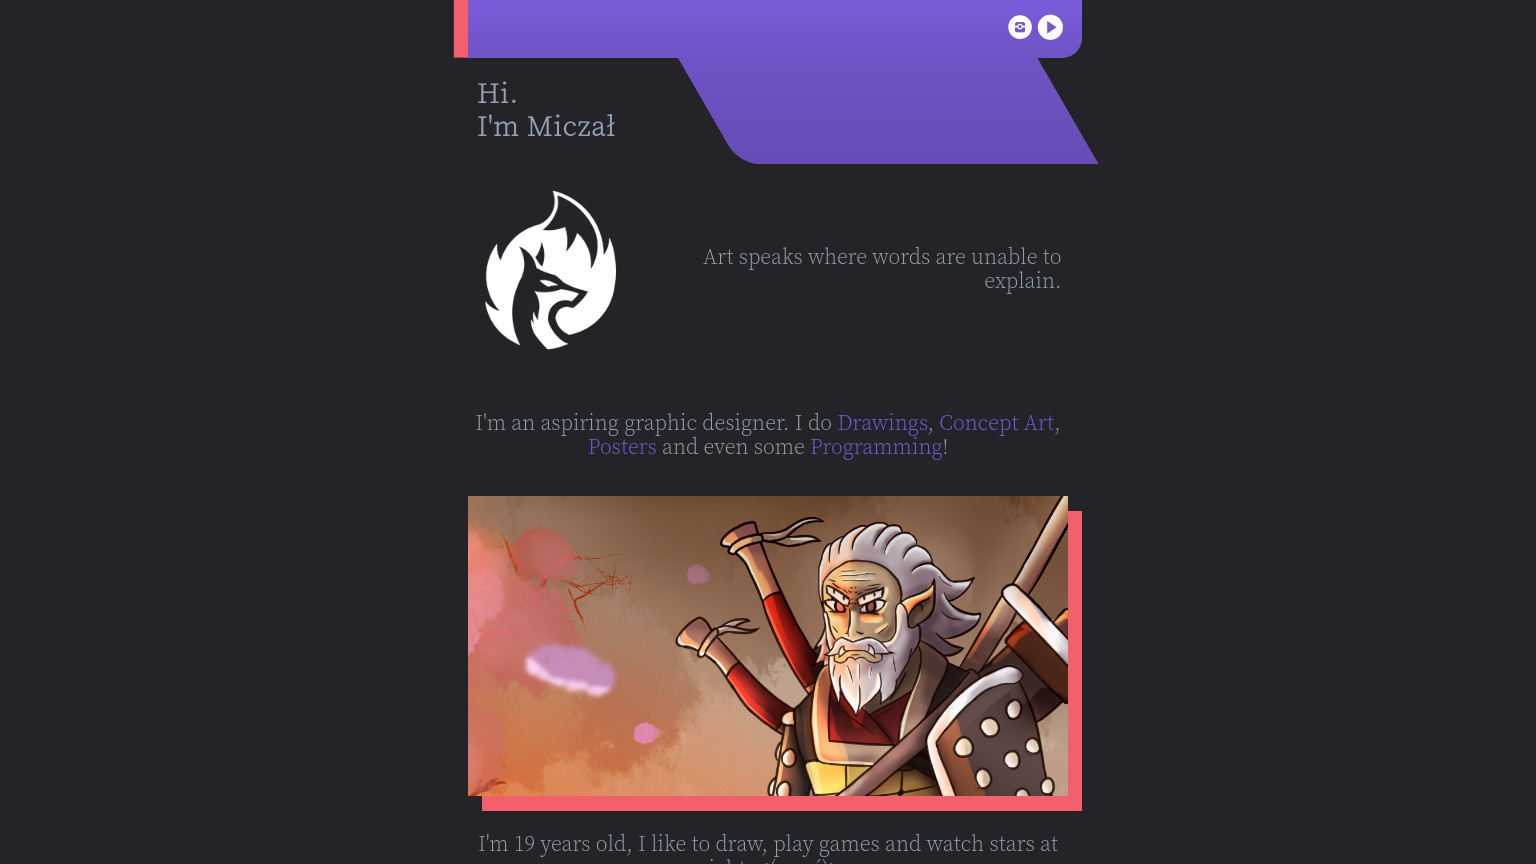 Hi.
I'm Miczał
Art speaks where words are unable to
explain.
I'm an aspiring graphic designer. I do Drawings, Concept Art,
Posters and even some Programming!
I'm 19 years old, I like to draw, play games and watch stars at